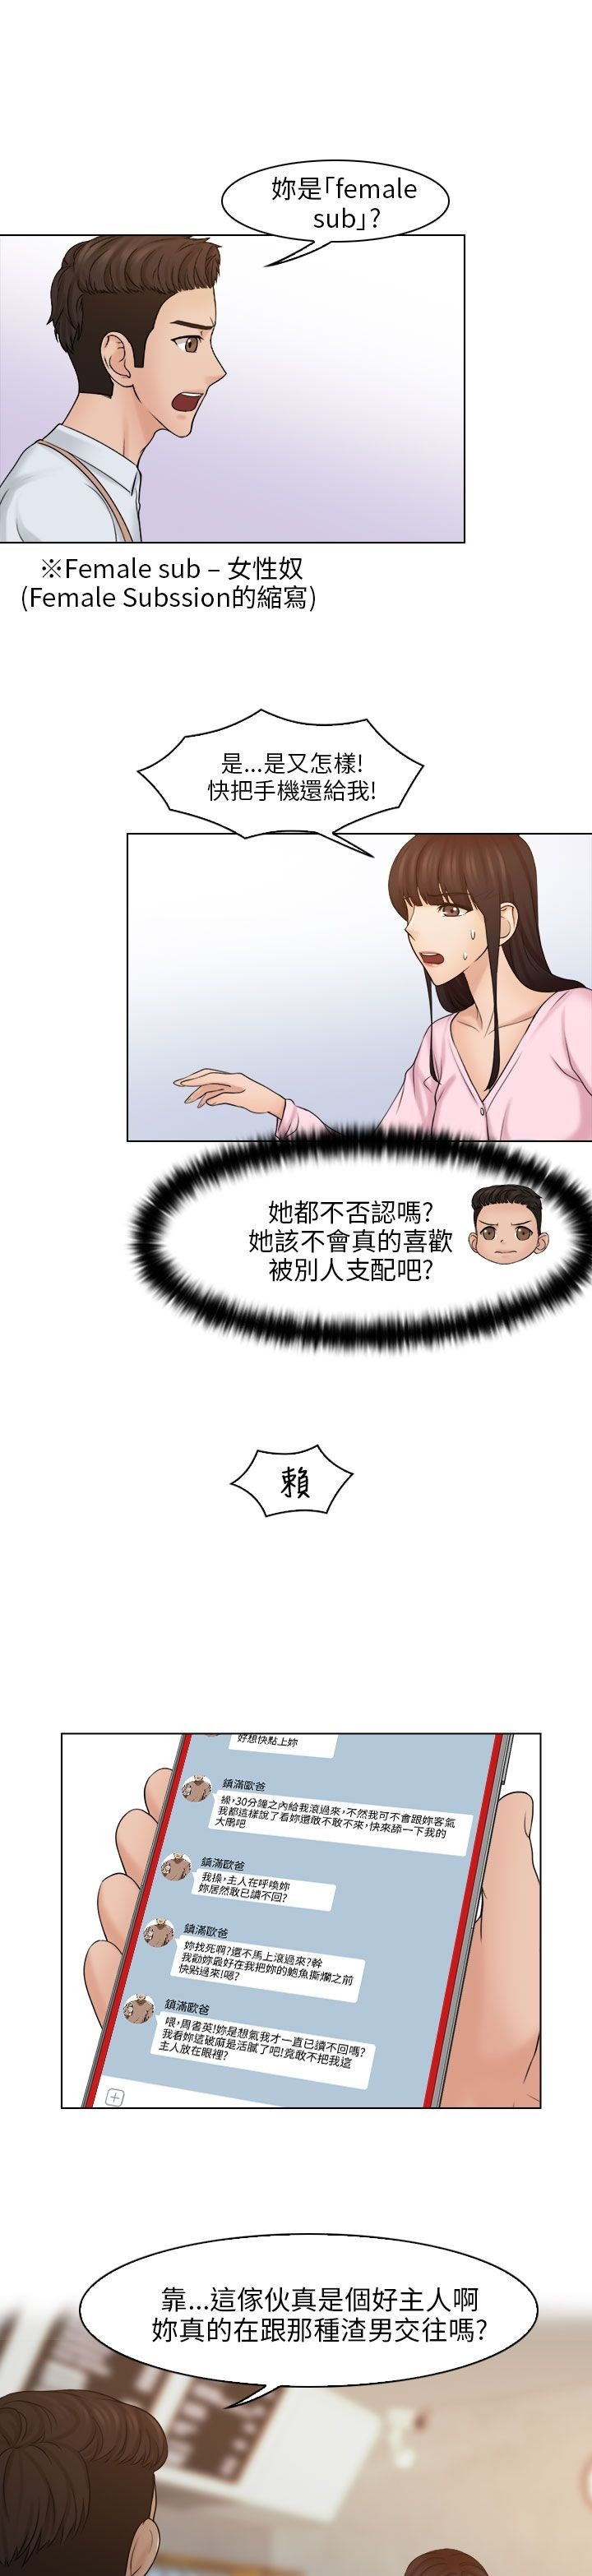 妳是「female
sub」?
※Female sub – 女性奴
(Female Subssion的縮寫)
是...是又怎樣!
快把手機還給我!
她都不否認嗎?
她該不會真的喜歡
被別人支配吧?
賴
好想快點上妳
鎮滿歐爸
操,30分鐘之內給我滾過來,不然我可不會跟妳客氣
我都這樣說了看妳還敢不敢不來,快來舔一下我的
大鵰吧
鎮滿歐爸
我操,主人在呼喚妳
妳居然敢已讀不回?
鎮滿歐爸
妳找死啊?還不馬上滾過來?幹
我勸妳最好在我把妳的鮑魚撕爛之前
快點過來!嗯?
鎮滿歐爸
喂,周耆英!妳是想氣我才一直已讀不回嗎?
我看妳這破麻是活膩了吧!竟敢不把我這
主人放在眼裡?
靠...這傢伙真是個好主人啊
妳真的在跟那種渣男交往嗎?